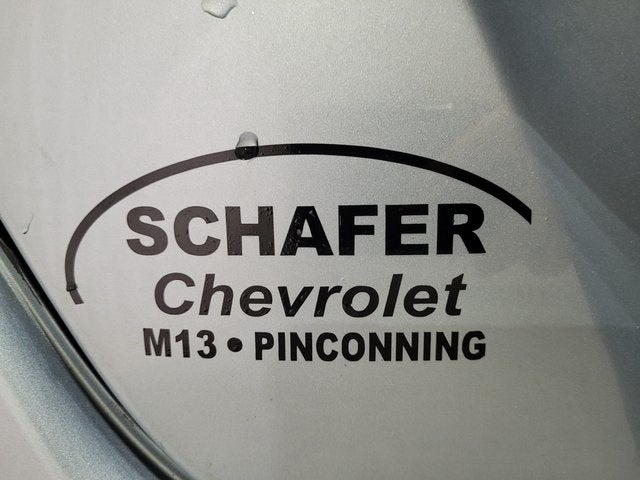 SCHAFER
Chevrolet
M13 • PINCONNING